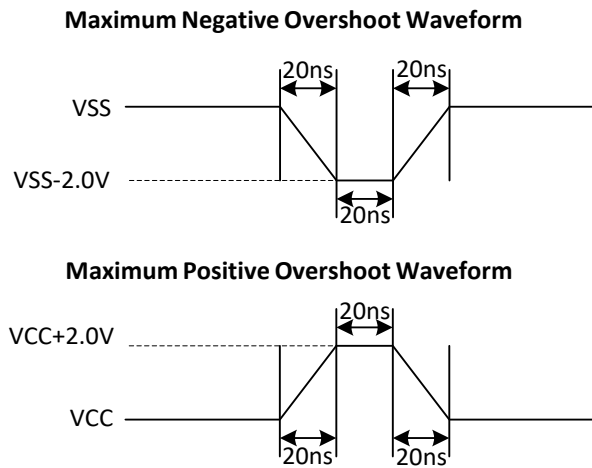 Maximum Negative Overshoot Waveform
20ns 20ns
VSS
VSS-2.0V
20ns
Maximum Positive Overshoot Waveform
20ns
VCC+2.0V
VCC
20ns 20ns